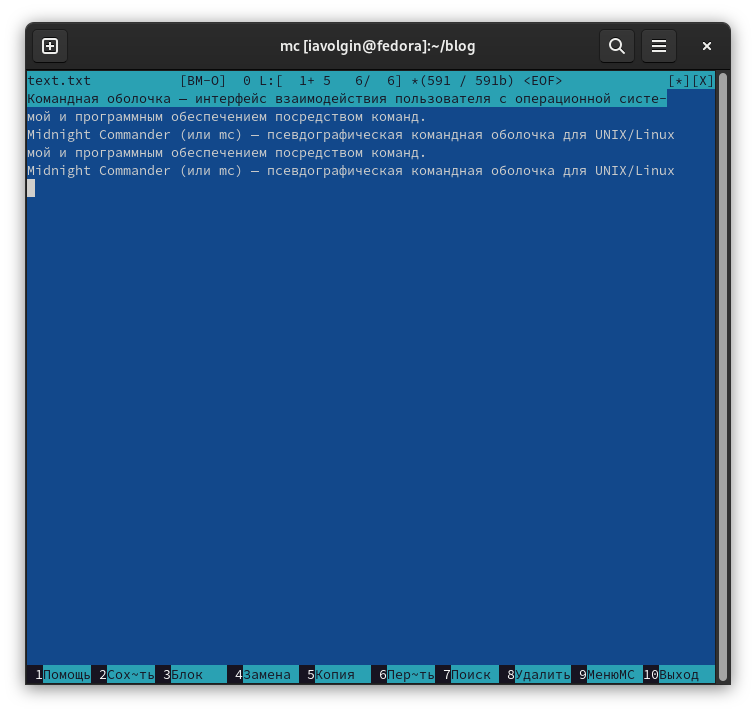 mc [iavolgin@fedora]:~/blog
text.txt           [BM-O]  0 L:[  1+ 5   6/  6] *(591 / 591b) <EOF>             [*][X]
Командная оболочка — интерфейс взаимодействия пользователя с операционной систе-
мой и программным обеспечением посредством команд.
Midnight Commander (или mc) — псевдографическая командная оболочка для UNIX/Linux
мой и программным обеспечением посредством команд.
Midnight Commander (или mc) — псевдографическая командная оболочка для UNIX/Linux
1Помощь 2Сох~ть 3Блок 4Замена 5Копия 6Пер~ть 7Поиск 8Удалить 9МенюMC 10Выход